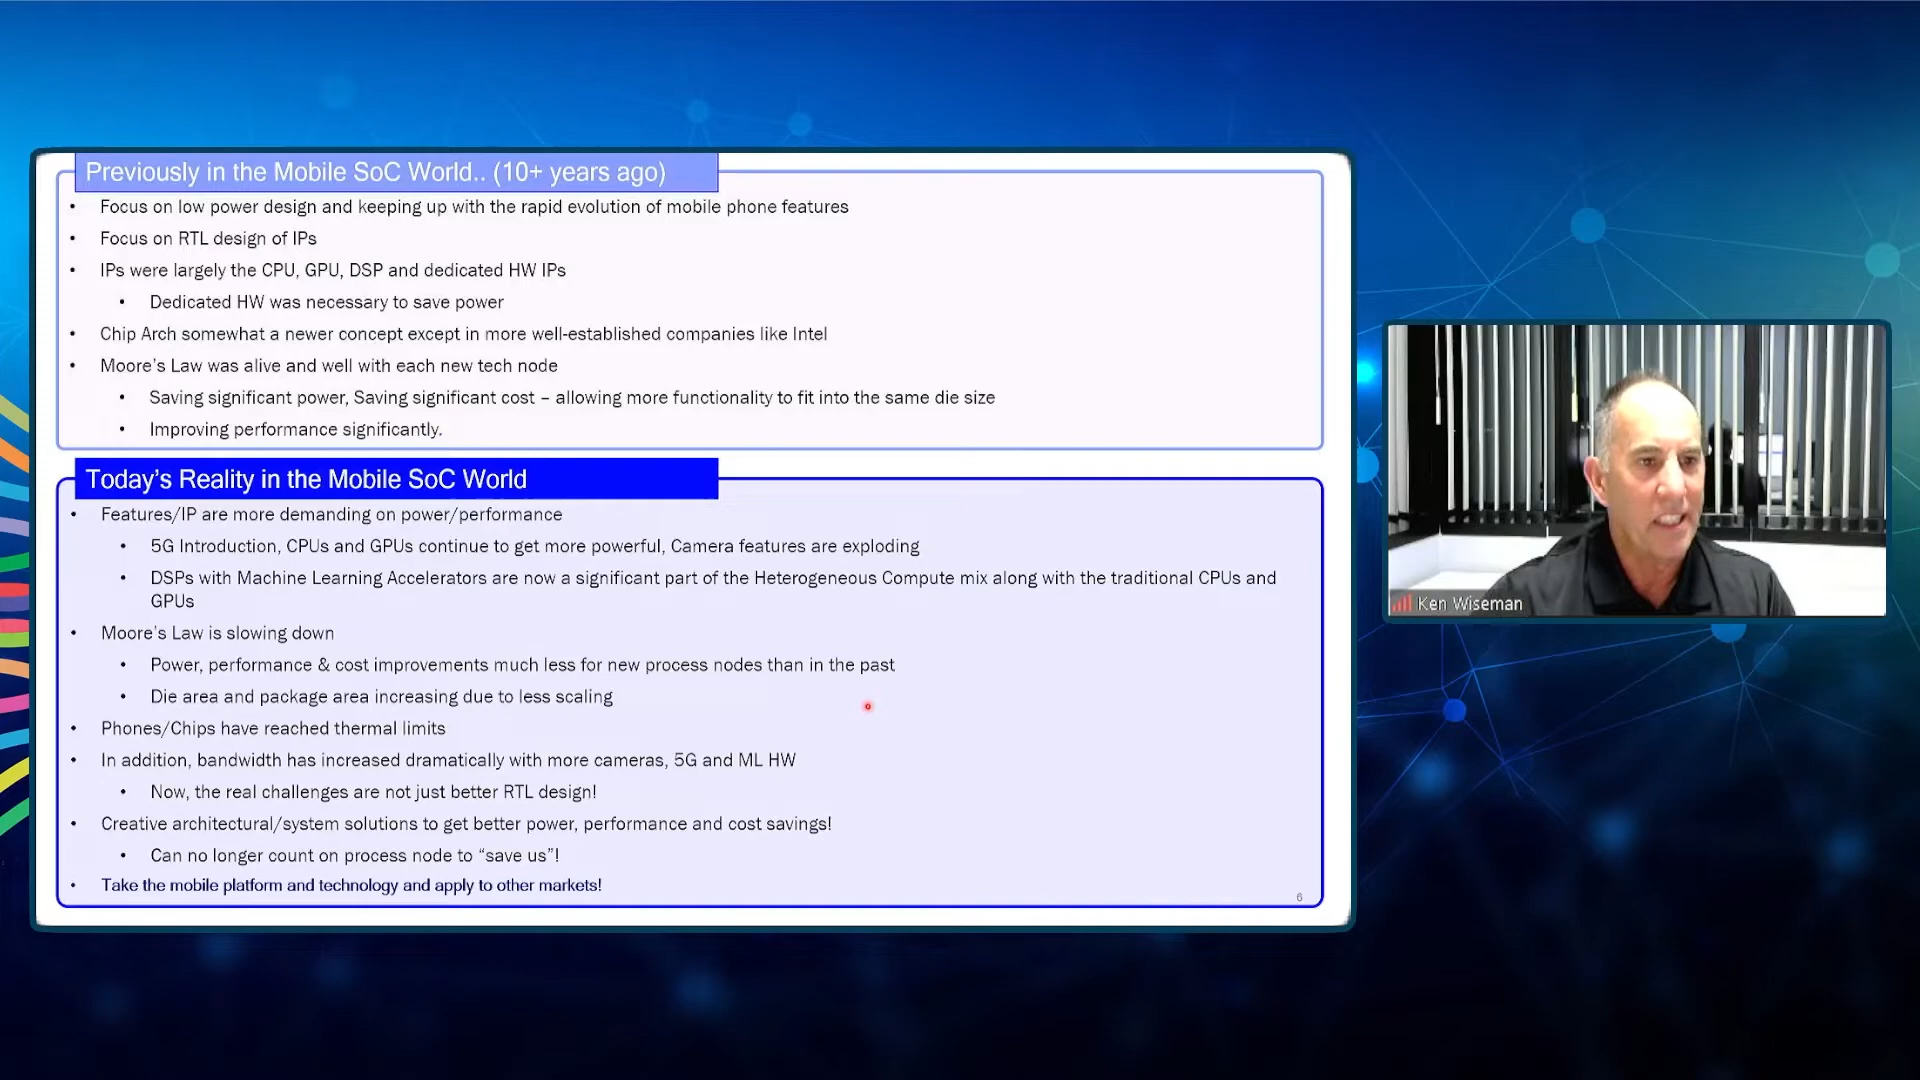 Previously in the Mobile SoC World.. (10+ years ago)
• Focus on low power design and keeping up with the rapid evolution of mobile phone features
• Focus on RTL design of IPs
• IPs were largely the CPU, GPU, DSP and dedicated HW IPs
• Dedicated HW was necessary to save power
• Chip Arch somewhat a newer concept except in more well-established companies like Intel
• Moore's Law was alive and well with each new tech node
• Saving significant power, Saving significant cost – allowing more functionality to fit into the same die size
• Improving performance significantly.
Today's Reality in the Mobile SoC World
• Features/IP are more demanding on power/performance
• 5G Introduction, CPUs and GPUs continue to get more powerful, Camera features are exploding
• DSPs with Machine Learning Accelerators are now a significant part of the Heterogeneous Compute mix along with the traditional CPUs and
GPUs
• Moore's Law is slowing down
• Power, performance & cost improvements much less for new process nodes than in the past
• Die area and package area increasing due to less scaling
• Phones/Chips have reached thermal limits
• In addition, bandwidth has increased dramatically with more cameras, 5G and ML HW
• Now, the real challenges are not just better RTL design!
• Creative architectural/system solutions to get better power, performance and cost savings!
• Can no longer count on process node to “save us”!
• Take the mobile platform and technology and apply to other markets!
6
Ken Wiseman